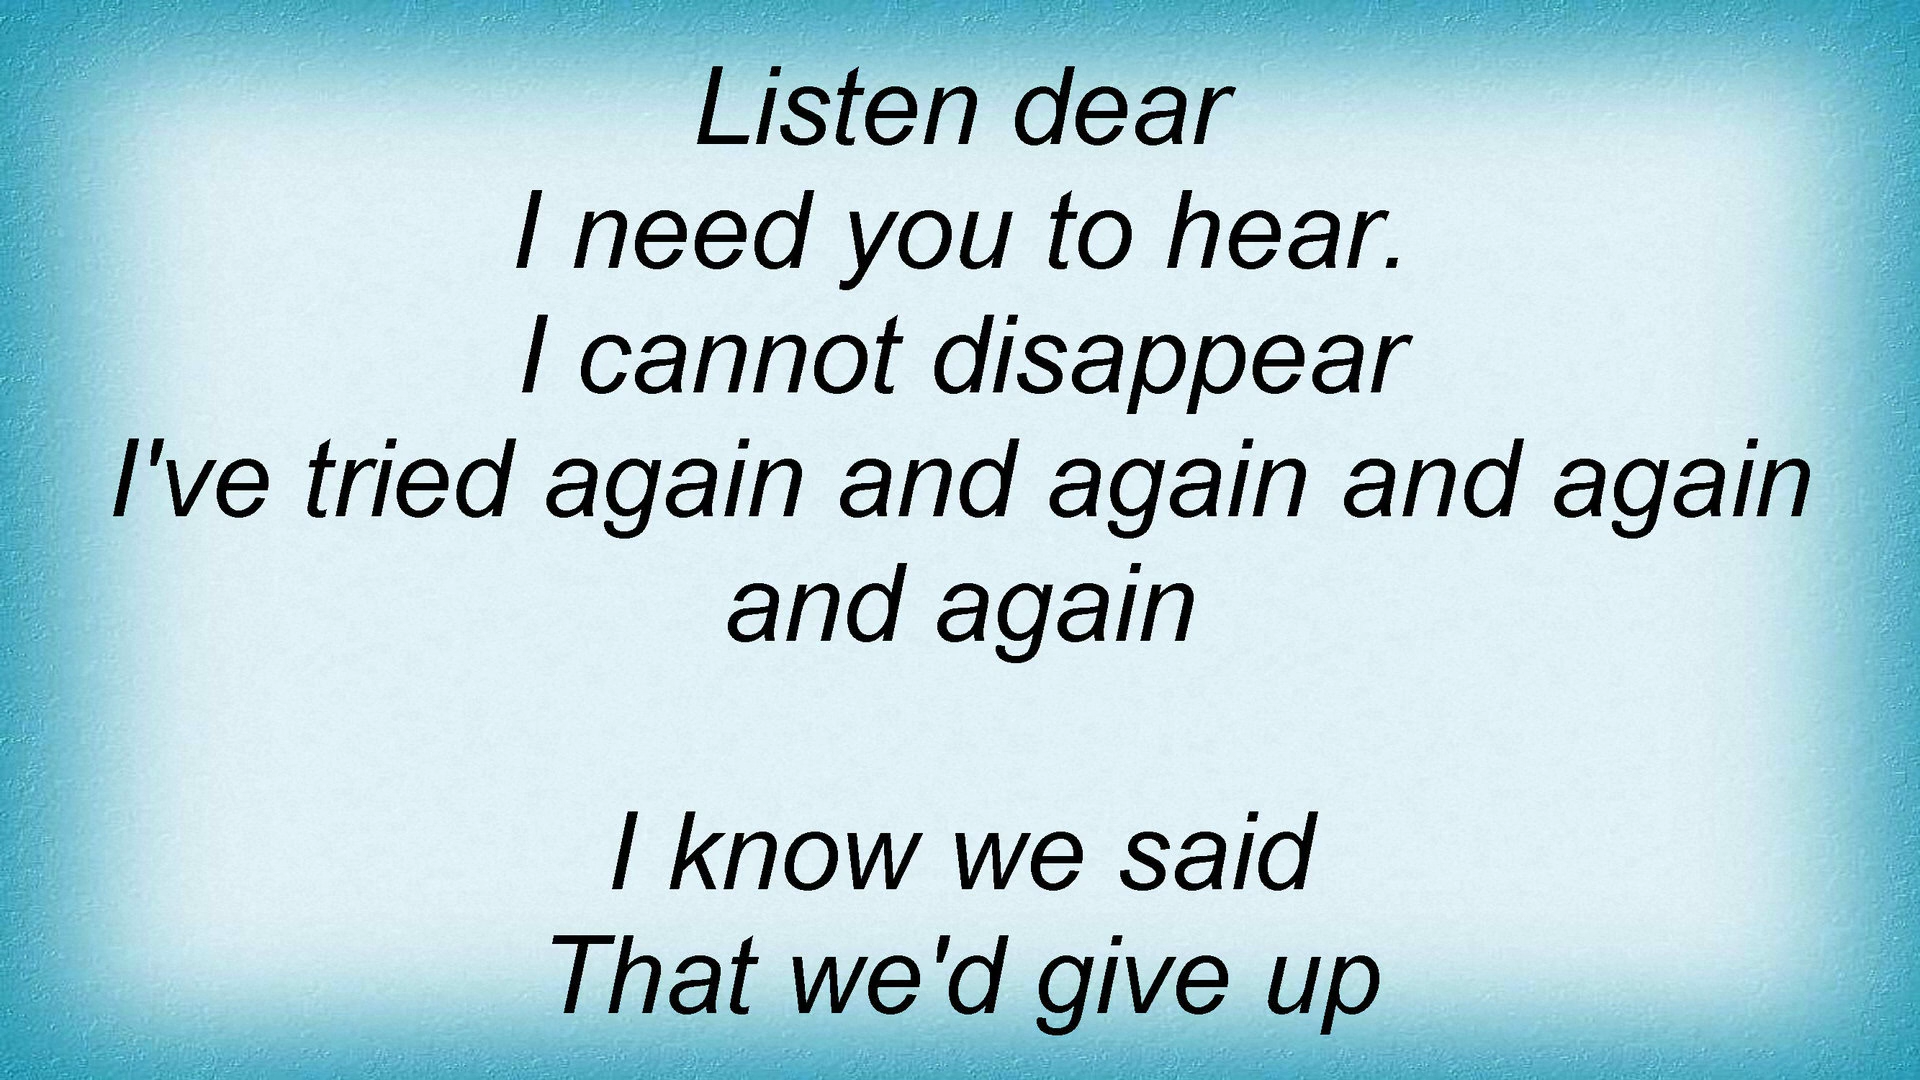 Listen dear
I need you to hear.
I cannot disappear
I've tried again and again and again
and again
I know we said
That we'd give up